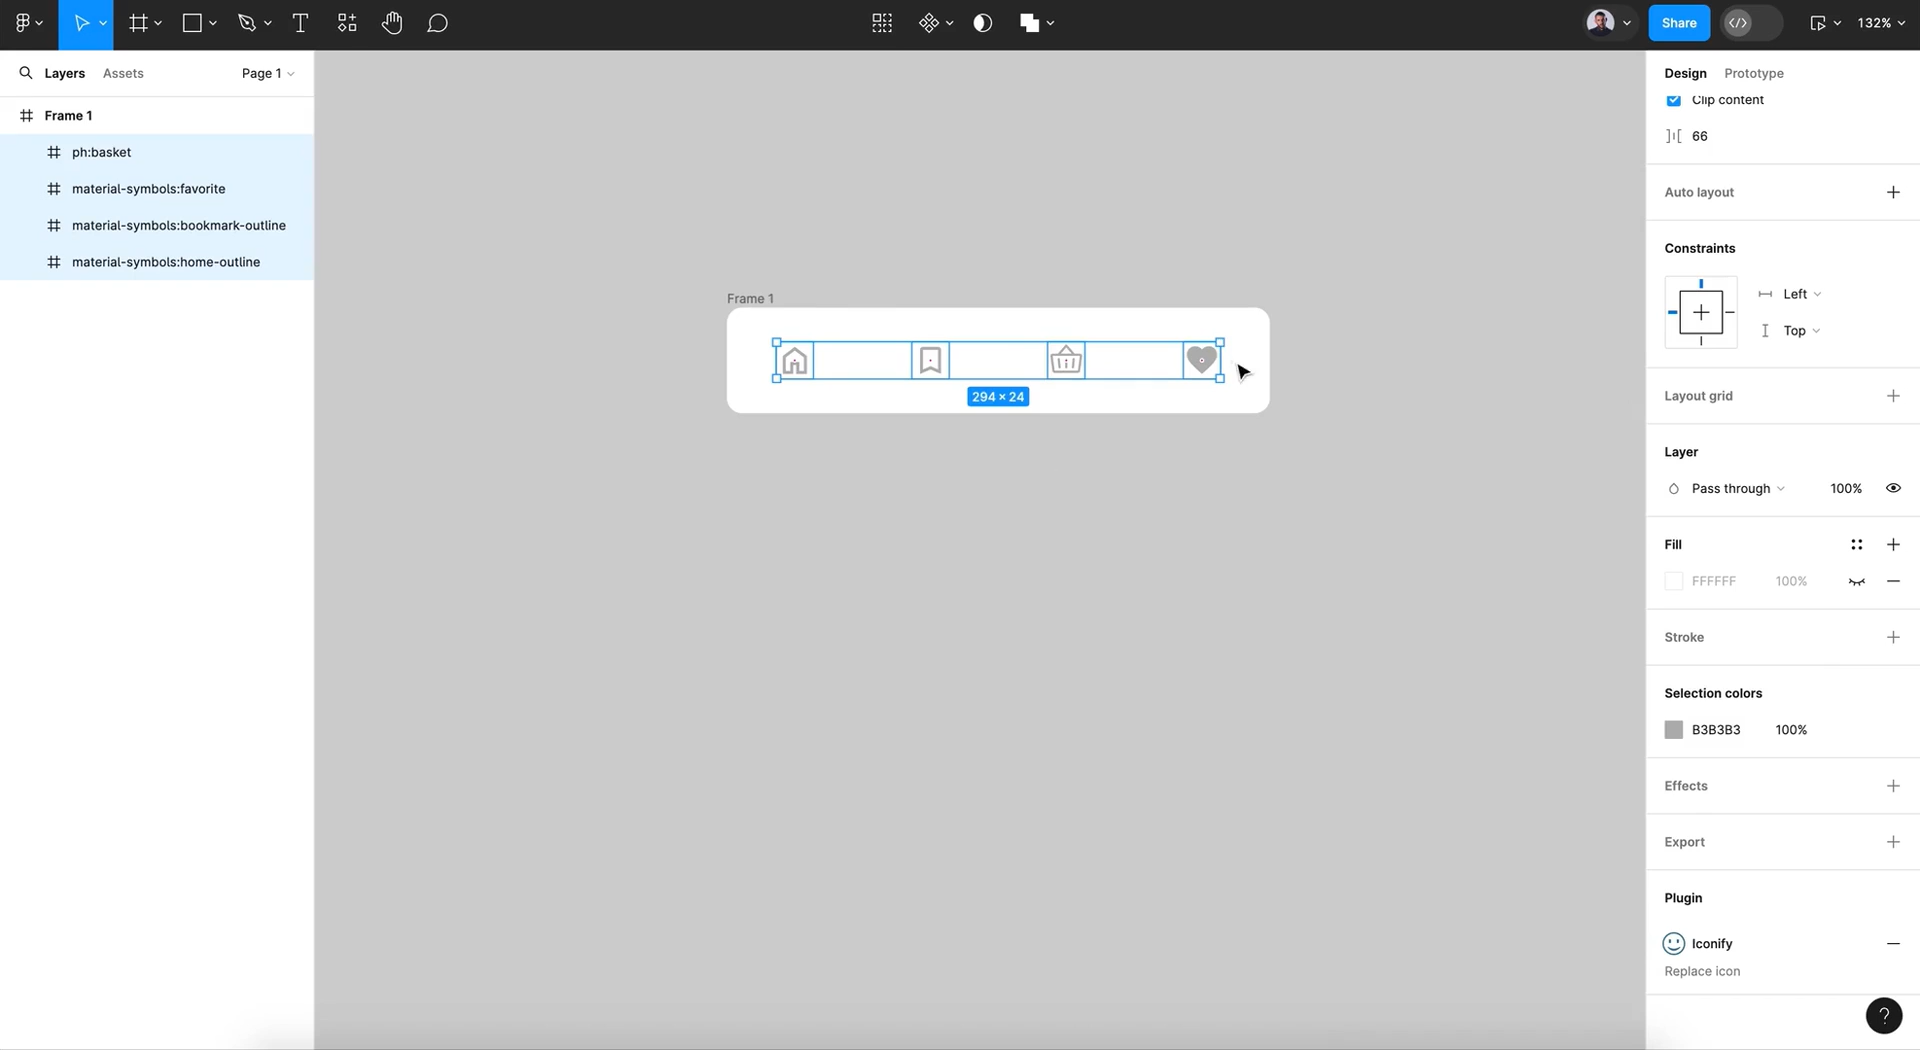 Share
132%
Layers
Assets
Page 1
Frame 1
ph:basket
material-symbols:favorite
material-symbols:bookmark-outline
material-symbols:home-outline
Frame 1
294 × 24
Design
Prototype
Clip content
66
Auto layout
Constraints
Left
Top
Layout grid
Layer
Pass through
100%
Fill
FFFFFF
100%
Stroke
Selection colors
B3B3B3
100%
Effects
Export
Plugin
Iconify
Replace icon
?